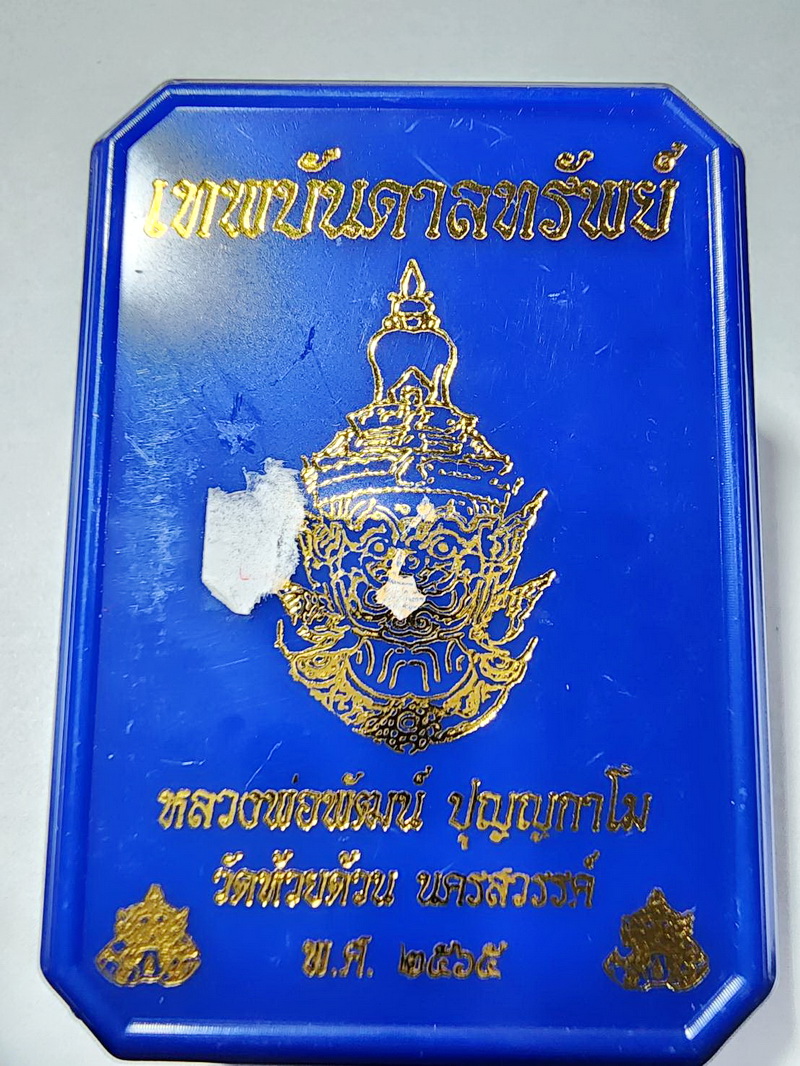 เทพบันดาลทรัพย์
หลวงพ่อพัฒน์ ปุญญกาโม
วัดห้วยด้วน นครสวรรค์
พ.ศ. ๒๕๖๕